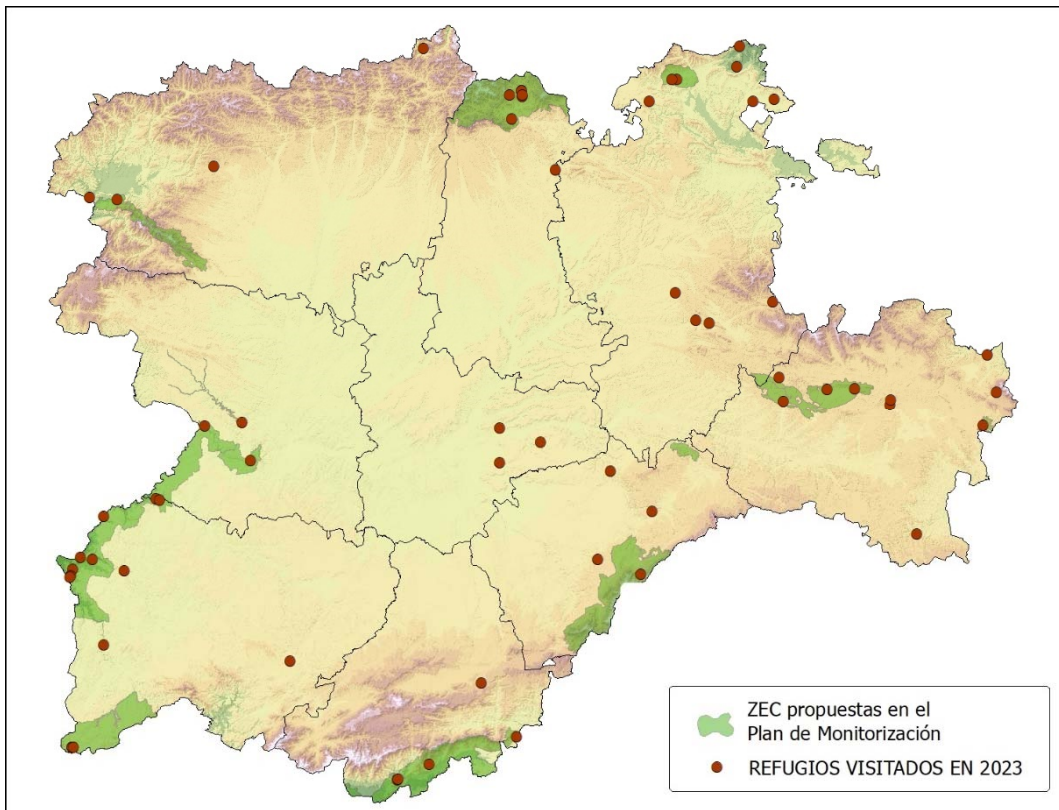 ZEC propuestas en el
Plan de Monitorización
REFUGIOS VISITADOS EN 2023